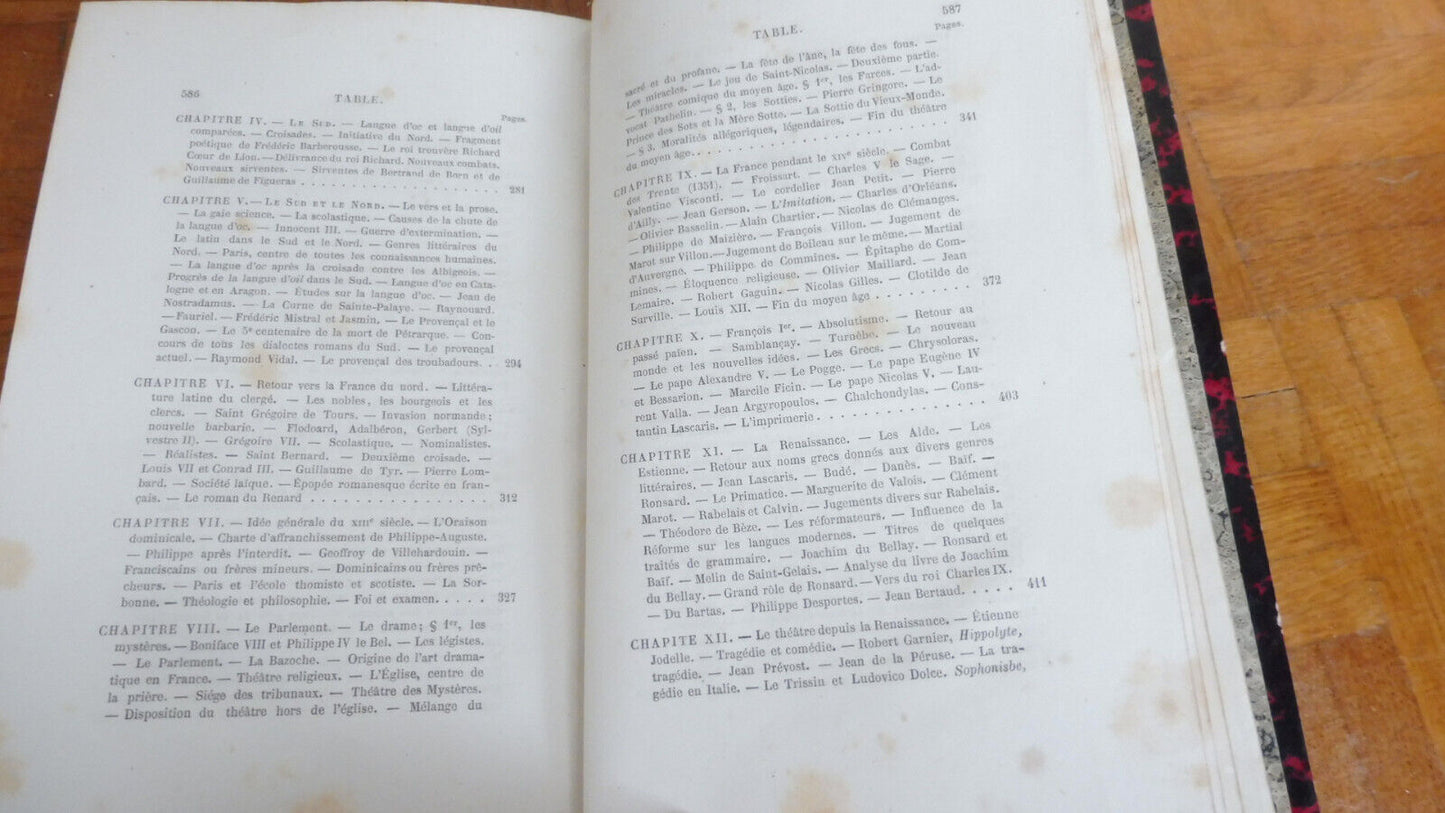 586 TABLE.
Pages.
CHAPITRE IV. — LE SUD. — Langue d'oc et langue d'oïl
comparées. — Croisades. — Initiative du Nord. — Fragment
poétique de Frédéric Barberousse. — Le roi trouvère Richard
Cœur de Lion. — Délivrance du roi Richard. Nouveaux combats.
Nouveaux sirventes. — Sirventes de Bertrand de Born et de
Guillaume de Figueras . . . . . . . . . . . . . . . . . . . . 281
CHAPITRE V. — LE SUD ET LE NORD. — Le vers et la prose.
— La gaie science. — La scolastique. — Causes de la chute de
la langue d'oc. — Innocent III. — Guerre d'extermination. —
Le latin dans le Sud et le Nord. — Genres littéraires du
Nord. — Paris, centre de toutes les connaissances humaines.
— La langue d'oc après la croisade contre les Albigeois. —
Progrès de la langue d'oïl dans le Sud. — Langue d'oc en Cata-
logne et en Aragon. — Études sur la langue d'oc. — Jean de
Nostradamus. — La Curne de Sainte-Palaye. — Raynouard.
— Fauriel. — Frédéric Mistral et Jasmin. — Le Provençal et le
Gascon. — Le 5e centenaire de la mort de Pétrarque. — Con-
cours de tous les dialectes romans du Sud. — Le provençal
actuel. — Raymond Vidal. — Le provençal des troubadours. . 294
CHAPITRE VI. — Retour vers la France du nord. — Littéra-
ture latine du clergé. — Les nobles, les bourgeois et les
clercs. — Saint Grégoire de Tours. — Invasion normande;
nouvelle barbarie. — Flodoard, Adalbéron, Gerbert (Syl-
vestre II). — Grégoire VII. — Scolastique. — Nominalistes.
— Réalistes. — Saint Bernard. — Deuxième croisade. —
Louis VII et Conrad III. — Guillaume de Tyr. — Pierre Lom-
bard. — Société laïque. — Épopée romanesque écrite en fran-
çais. — Le roman du Renard . . . . . . . . . . . . . . . . 312
CHAPITRE VII. — Idée générale du XIIIe siècle. — L'Oraison
dominicale. — Charte d'affranchissement de Philippe-Auguste.
— Philippe après l'interdit. — Geoffroy de Villehardouin. —
Franciscains ou frères mineurs. — Dominicains ou frères prê-
cheurs. — Paris et l'école thomiste et scotiste. — La Sor-
bonne. — Théologie et philosophie. — Foi et examen. . . . . 327
CHAPITRE VIII. — Le Parlement. — Le drame; § 1er, les
mystères. — Boniface VIII et Philippe IV le Bel. — Les légistes.
— Le Parlement. — La Bazoche. — Origine de l'art drama-
tique en France. — Théâtre religieux. — L'Église, centre de
la prière. — Siége des tribunaux. — Théâtre des Mystères.
— Disposition du théâtre hors de l'église. — Mélange du
TABLE. 587
Pages.
sacré et du profane. — La fête de l'âne, la fête des fous. —
Les miracles. — Le jeu de Saint-Nicolas. — Deuxième partie.
— Théâtre comique du moyen âge. § 1er, les Farces. — L'ad-
vocat Pathelin. — § 2, les Sotties. — Pierre Gringore. — Le
Prince des Sots et la Mère Sotte. — La Sottie du Vieux-Monde.
— § 3. Moralités allégoriques, légendaires. — Fin du théâtre
du moyen âge. . . . . . . . . . . . . . . . . . . . . . . . 341
CHAPITRE IX. — La France pendant le XIVe siècle. — Combat
des Trente (1351). — Froissart. — Charles V le Sage. —
Valentine Visconti. — Le cordelier Jean Petit. — Pierre
d'Ailly. — Jean Gerson. — L'Imitation. — Charles d'Orléans.
— Olivier Basselin. — Alain Chartier. — Nicolas de Clémanges.
— Philippe de Maizière. — François Villon. — Jugement de
Marot sur Villon. — Jugement de Boileau sur le même. — Martial
d'Auvergne. — Philippe de Commines. — Épitaphe de Com-
mines. — Éloquence religieuse. — Olivier Maillard. — Jean
Lemaire. — Robert Gaguin. — Nicolas Gilles. — Clotilde de
Surville. — Louis XII. — Fin du moyen âge . . . . . . . . . 372
CHAPITRE X. — François Ier. — Absolutisme. — Retour au
passé païen. — Samblançay. — Turnèbe. — Le nouveau
monde et les nouvelles idées. — Les Grecs. — Chrysoloras.
— Le pape Alexandre V. — Le Pogge. — Le pape Eugène IV
et Bessarion. — Marcile Ficin. — Le pape Nicolas V. — Lau-
rent Valla. — Jean Argyropoulos. — Chalchondylas. — Cons-
tantin Lascaris. — L'imprimerie . . . . . . . . . . . . . . . 403
CHAPITRE XI. — La Renaissance. — Les Alde. — Les
Estienne. — Retour aux noms grecs donnés aux divers genres
littéraires. — Jean Lascaris. — Budé. — Danès. — Baïf. —
Ronsard. — Le Primatice. — Marguerite de Valois. — Clément
Marot. — Rabelais et Calvin. — Jugements divers sur Rabelais.
— Théodore de Bèze. — Les réformateurs. — Influence de la
Réforme sur les langues modernes. — Titres de quelques
traités de grammaire. — Joachim du Bellay. — Ronsard et
Baïf. — Melin de Saint-Gelais. — Analyse du livre de Joachim
du Bellay. — Grand rôle de Ronsard. — Vers du roi Charles IX.
— Du Bartas. — Philippe Desportes. — Jean Bertaud. . . . . 411
CHAPITE XII. — Le théâtre depuis la Renaissance. — Étienne
Jodelle. — Tragédie et comédie. — Robert Garnier, Hippolyte,
tragédie. — Jean Prévost. — Jean de la Péruse. — La tra-
gédie en Italie. — Le Trissin et Ludovico Dolce. Sophonisbe,